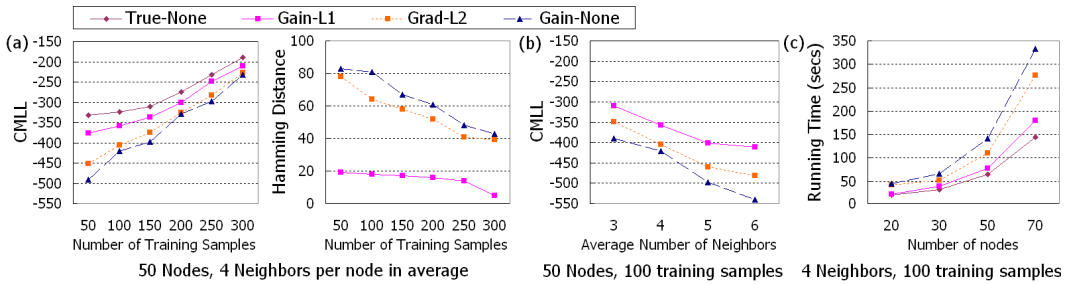 True-None Gain-L1 Grad-L2 Gain-None
(a)
CMLL
-150
-200
-250
-300
-350
-400
-450
-500
-550
50 100 150 200 250 300
Number of Training Samples
Hamming Distance
100
80
60
40
20
0
50 100 150 200 250 300
Number of Training Samples
50 Nodes, 4 Neighbors per node in average
(b)
CMLL
-150
-200
-250
-300
-350
-400
-450
-500
-550
3 4 5 6
Average Number of Neighbors
50 Nodes, 100 training samples
(c)
Running Time (secs)
350
300
250
200
150
100
50
0
20 30 50 70
Number of nodes
4 Neighbors, 100 training samples